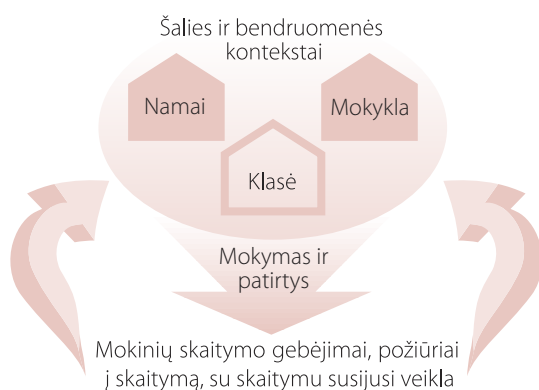 Šalies ir bendruomenės
kontekstai
Namai
Mokykla
Klasė
Mokymas ir
patirtys
Mokinių skaitymo gebėjimai, požiūriai
į skaitymą, su skaitymu susijusi veikla